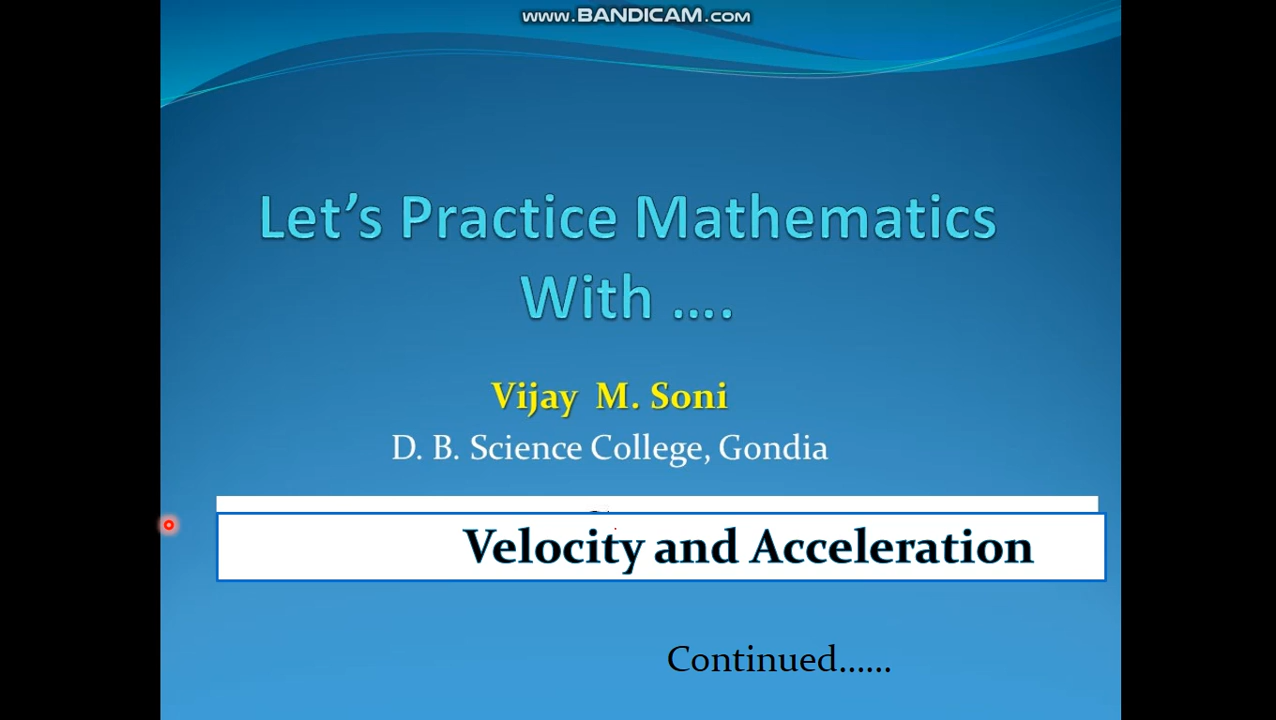 www.BANDICAM.com
Let's Practice Mathematics
With ....
Vijay M. Soni
D. B. Science College, Gondia
Velocity and Acceleration
Continued......